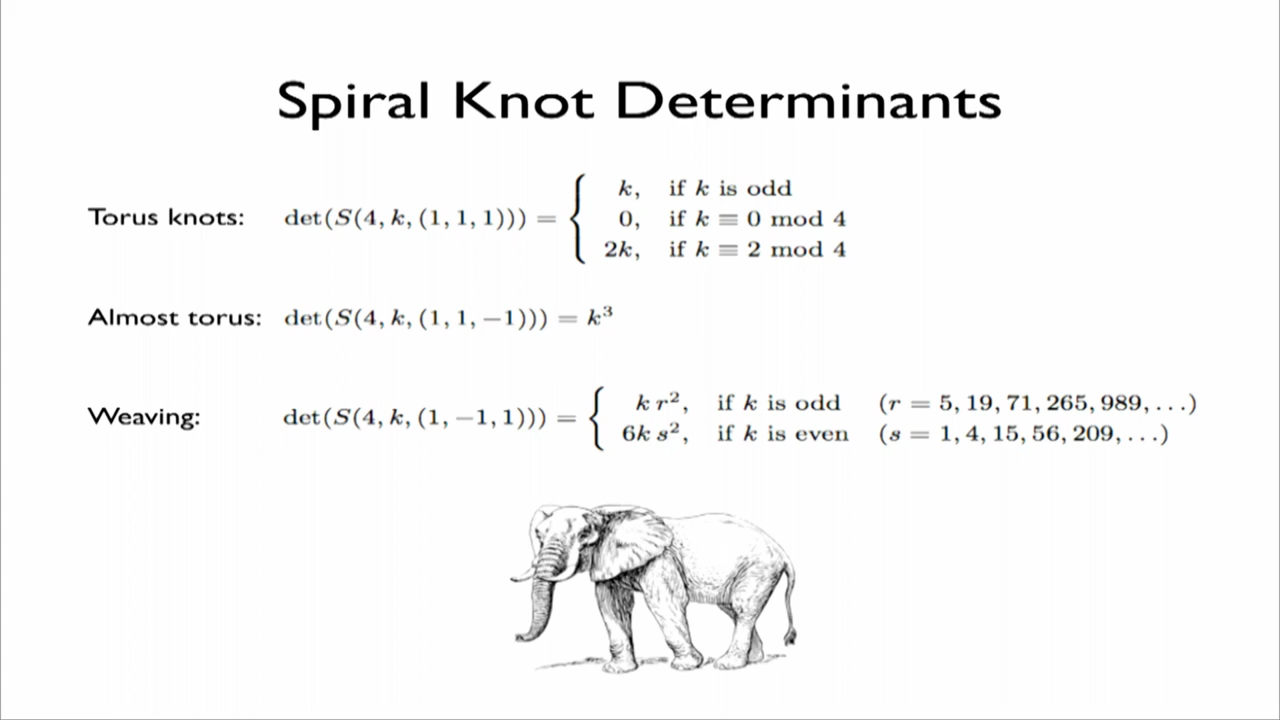 Spiral Knot Determinants
Torus knots: det(S(4, k, (1, 1, 1))) = { k, if k is odd
0, if k ≡ 0 mod 4
2k, if k ≡ 2 mod 4
Almost torus: det(S(4, k, (1, 1, −1))) = k³
Weaving: det(S(4, k, (1, −1, 1))) = { k r², if k is odd (r = 5, 19, 71, 265, 989, . . .)
6k s², if k is even (s = 1, 4, 15, 56, 209, . . .)